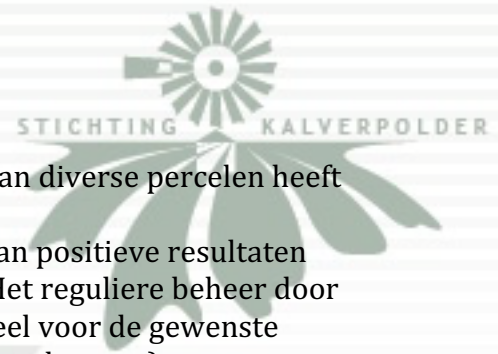 STICHTING KALVERPOLDER
an diverse percelen heeft
an positieve resultaten
Het reguliere beheer door
eel voor de gewenste